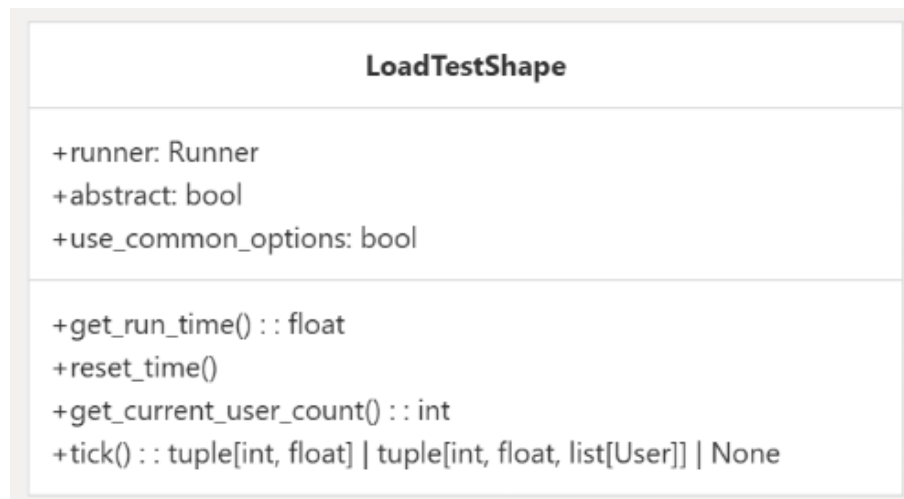 LoadTestShape
+runner: Runner
+abstract: bool
+use_common_options: bool
+get_run_time() : : float
+reset_time()
+get_current_user_count() : : int
+tick() : : tuple[int, float] | tuple[int, float, list[User]] | None